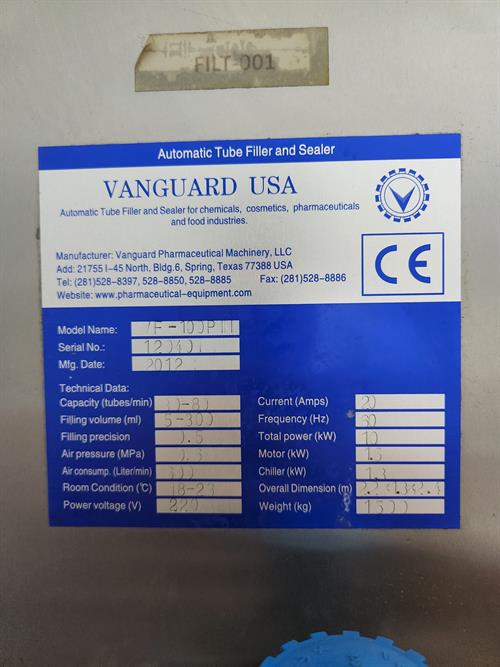 FILT-001
Automatic Tube Filler and Sealer
VANGUARD USA
Automatic Tube Filler and Sealer for chemicals, cosmetics, pharmaceuticals
and food industries.
V
CE
Manufacturer: Vanguard Pharmaceutical Machinery, LLC
Add: 21755 I-45 North, Bldg.6, Spring, Texas 77388 USA
Tel: (281)528-8397, 528-8850, 528-8885 Fax: (281)528-8886
Website: www.pharmaceutical-equipment.com
Model Name:
Serial No.:
Mfg. Date: 2012
Technical Data:
Capacity (tubes/min)
Filling volume (ml) 5-300
Filling precision
Air pressure (MPa)
Air consump. (Liter/min)
Room Condition (℃)
Power voltage (V) 220
Current (Amps) 20
Frequency (Hz) 60
Total power (kW) 10
Motor (kW)
Chiller (kW)
Overall Dimension (m)
Weight (kg)